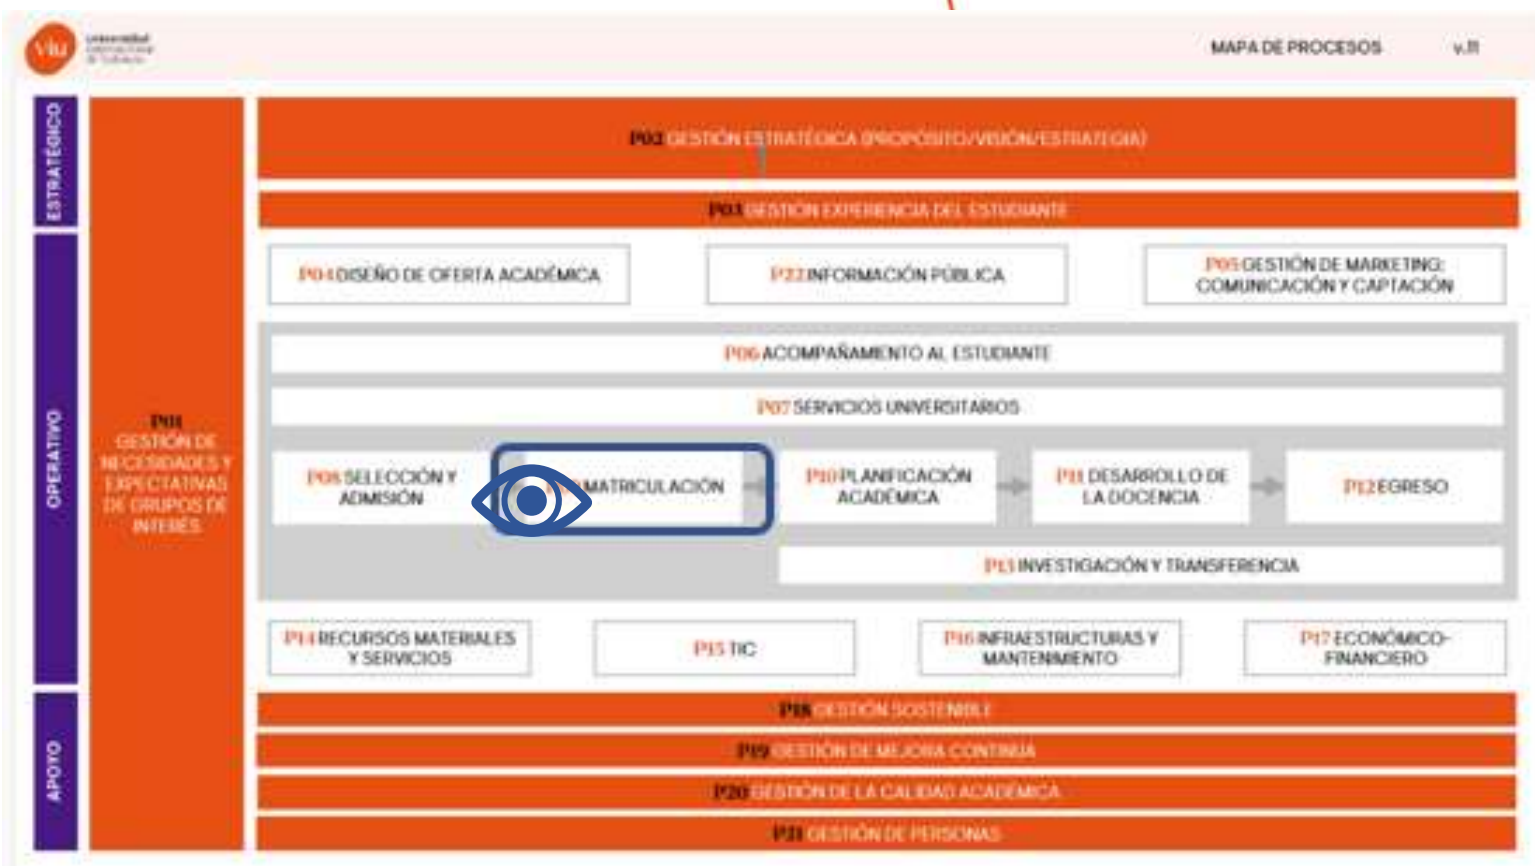 viu
MAPA DE PROCESOS
v.11
ESTRATÉGICO
P02 GESTIÓN ESTRATÉGICA (PROPÓSITO/VISIÓN/ESTRATEGIA)
P03 GESTIÓN EXPERIENCIA DEL ESTUDIANTE
OPERATIVO
P01
GESTIÓN DE
NECESIDADES Y
EXPECTATIVAS
DE GRUPOS DE
INTERÉS
P04 DISEÑO DE OFERTA ACADÉMICA
P22 INFORMACIÓN PÚBLICA
P05 GESTIÓN DE MARKETING:
COMUNICACIÓN Y CAPTACIÓN
P06 ACOMPAÑAMIENTO AL ESTUDIANTE
P07 SERVICIOS UNIVERSITARIOS
P08 SELECCIÓN Y
ADMISIÓN
MATRICULACIÓN
P10 PLANIFICACIÓN
ACADÉMICA
P11 DESARROLLO DE
LA DOCENCIA
P12 EGRESO
P13 INVESTIGACIÓN Y TRANSFERENCIA
P14 RECURSOS MATERIALES
Y SERVICIOS
P15 TIC
P16 INFRAESTRUCTURAS Y
MANTENIMIENTO
P17 ECONÓMICO-
FINANCIERO
APOYO
P18 GESTIÓN SOSTENIBLE
P19 GESTIÓN DE MEJORA CONTINUA
P20 GESTIÓN DE LA CALIDAD ACADÉMICA
P21 GESTIÓN DE PERSONAS